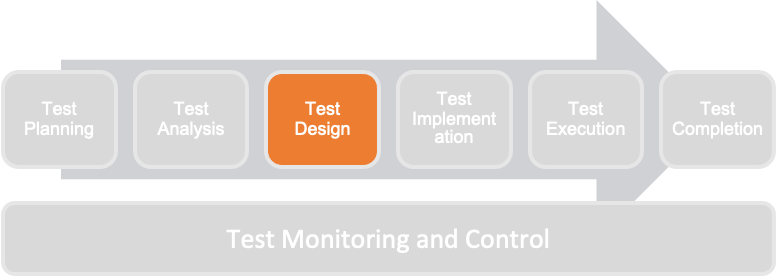 Test
Planning
Test
Analysis
Test
Design
Test
Implement
ation
Test
Execution
Test
Completion
Test Monitoring and Control